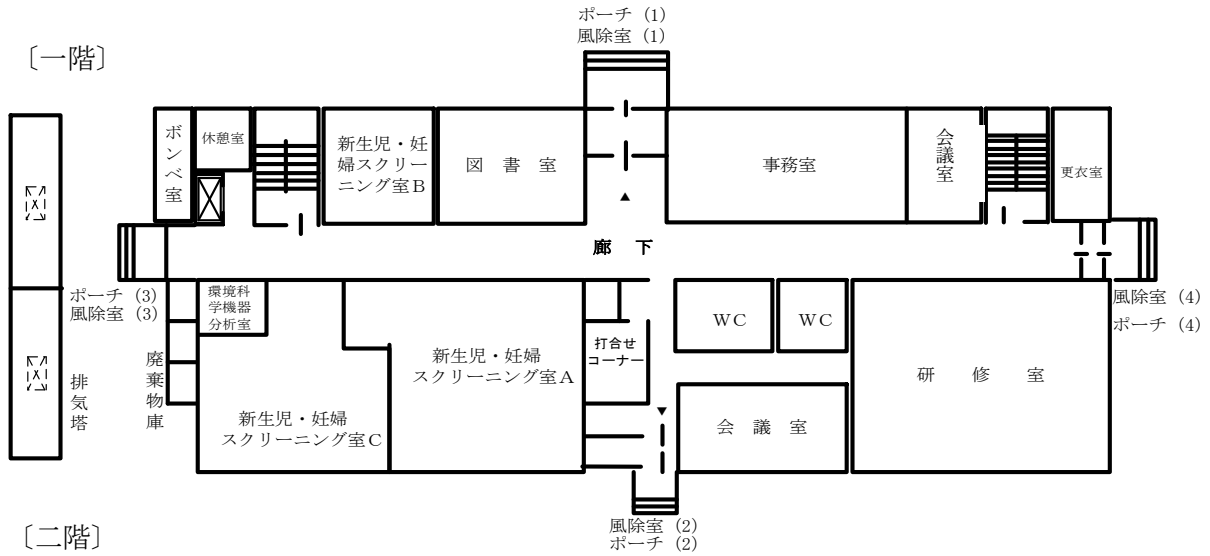 ポーチ (1)
風除室 (1)
〔一階〕
ボンベ室
休憩室
新生児・妊
婦スクリー
ニング室B
図 書 室
事務室
会議室
更衣室
廊 下
ポーチ (3)
風除室 (3)
環境科
学機器
分析室
WC
WC
風除室 (4)
ポーチ (4)
打合せ
コーナー
新生児・妊婦
スクリーニング室A
研 修 室
排気塔
廃棄物庫
新生児・妊婦
スクリーニング室C
会 議 室
風除室 (2)
ポーチ (2)
〔二階〕